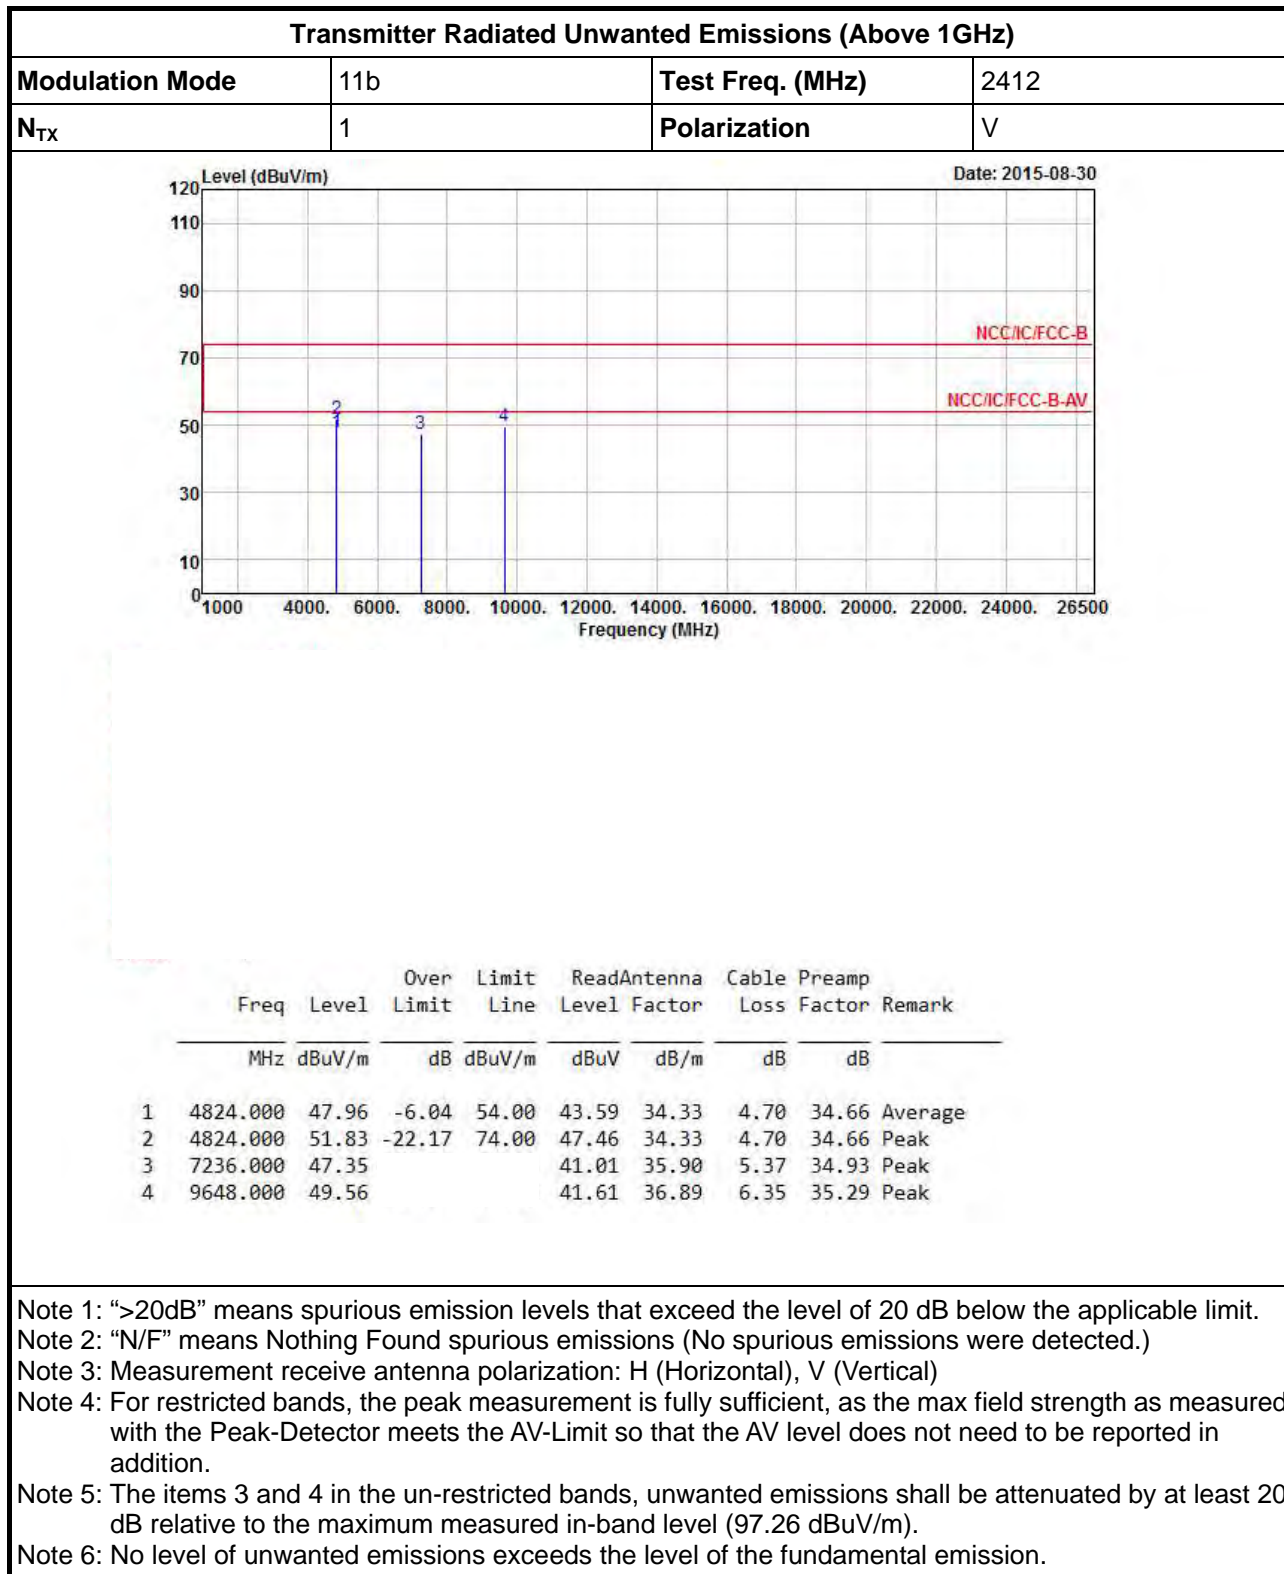 Transmitter Radiated Unwanted Emissions (Above 1GHz)
Modulation Mode 11b Test Freq. (MHz) 2412
NTX 1 Polarization V
Level (dBuV/m) Date: 2015-08-30
120
110
90
NCC/IC/FCC-B
70
NCC/IC/FCC-B-AV
2
1 3 4
50
30
10
0
1000 4000. 6000. 8000. 10000. 12000. 14000. 16000. 18000. 20000. 22000. 24000. 26500
Frequency (MHz)
Over Limit ReadAntenna Cable Preamp
Freq Level Limit Line Level Factor Loss Factor Remark
MHz dBuV/m dB dBuV/m dBuV dB/m dB dB
1 4824.000 47.96 -6.04 54.00 43.59 34.33 4.70 34.66 Average
2 4824.000 51.83 -22.17 74.00 47.46 34.33 4.70 34.66 Peak
3 7236.000 47.35 41.01 35.90 5.37 34.93 Peak
4 9648.000 49.56 41.61 36.89 6.35 35.29 Peak
Note 1: “>20dB” means spurious emission levels that exceed the level of 20 dB below the applicable limit.
Note 2: “N/F” means Nothing Found spurious emissions (No spurious emissions were detected.)
Note 3: Measurement receive antenna polarization: H (Horizontal), V (Vertical)
Note 4: For restricted bands, the peak measurement is fully sufficient, as the max field strength as measured
with the Peak-Detector meets the AV-Limit so that the AV level does not need to be reported in
addition.
Note 5: The items 3 and 4 in the un-restricted bands, unwanted emissions shall be attenuated by at least 20
dB relative to the maximum measured in-band level (97.26 dBuV/m).
Note 6: No level of unwanted emissions exceeds the level of the fundamental emission.